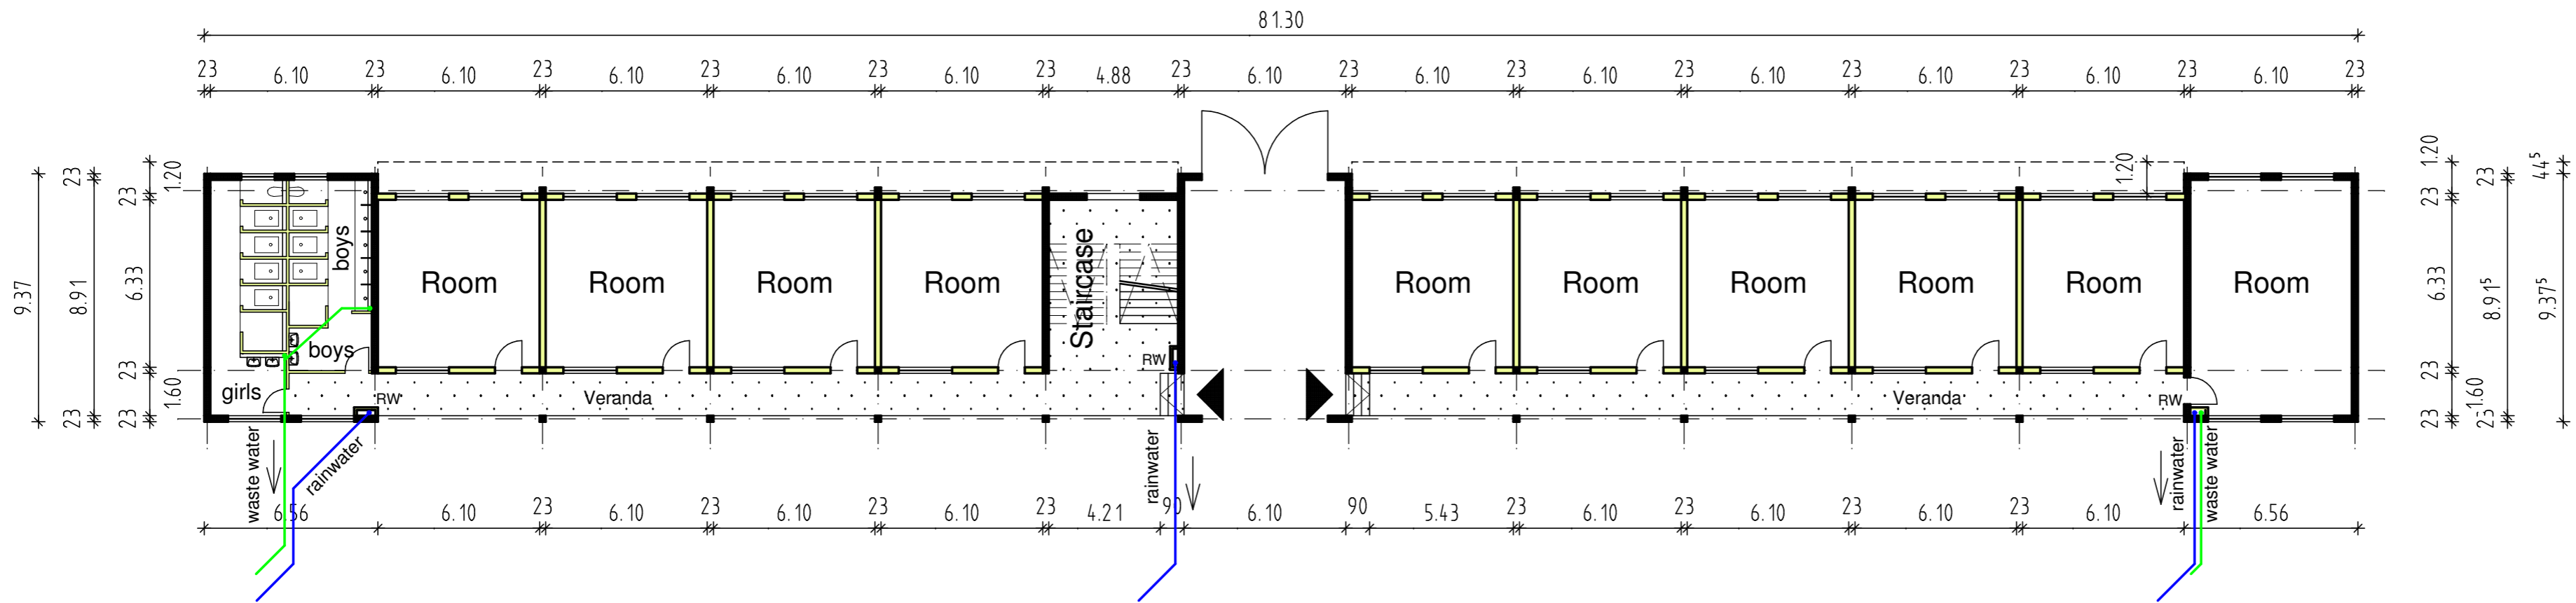 81.30
23 6.10 23 6.10 23 6.10 23 6.10 23 6.10 23 4.88 23 6.10 23 6.10 23 6.10 23 6.10 23 6.10 23 6.10 23 6.10 23
9.37
23 8.91 23
1.20 23 6.33 23 1.60 23
boys
boys
girls
Room
Room
Room
Room
Staircase
Room
Room
Room
Room
Room
Room
1.20
RW
Veranda
RW
Veranda
RW
1.20 23 6.33 23 1.60 23
23 8.91⁵ 23
44⁵ 9.37⁵
waste water
rainwater
rainwater
rainwater
waste water
6.56 6.10 23 6.10 23 6.10 23 6.10 23 4.21 90 6.10 90 5.43 23 6.10 23 6.10 23 6.10 23 6.10 6.56